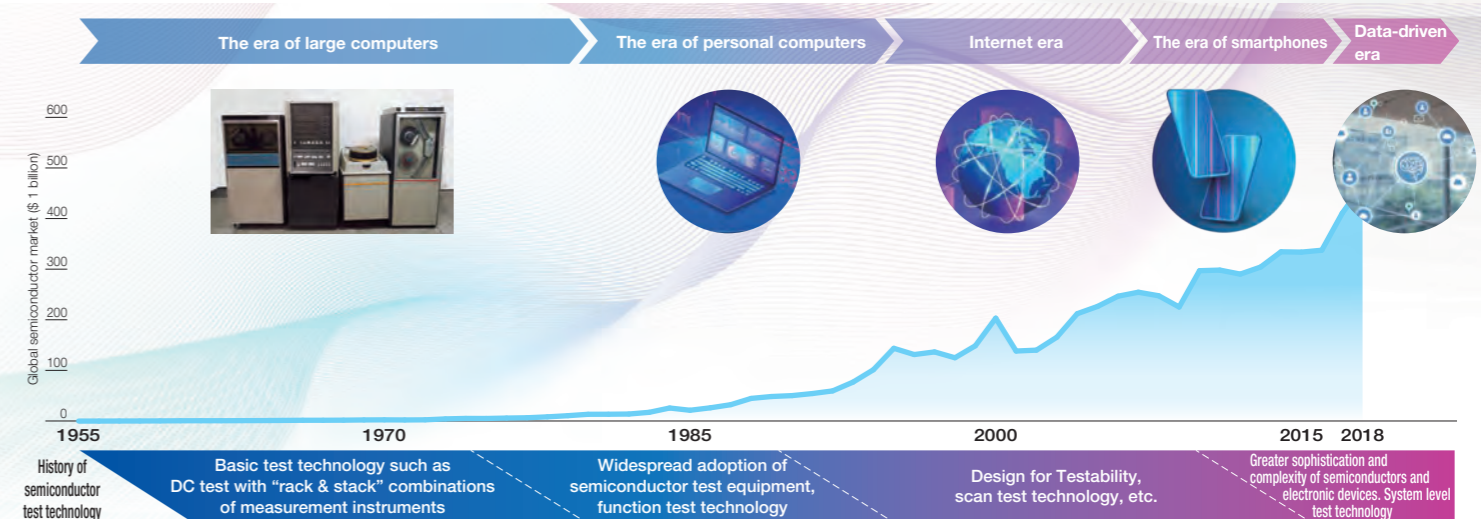 The era of large computers
The era of personal computers
Internet era
The era of smartphones
Data-driven
era
Global semiconductor market ($ 1 billion)
600
500
400
300
200
100
0
1955
1970
1985
2000
2015
2018
History of
semiconductor
test technology
Basic test technology such as
DC test with “rack & stack” combinations
of measurement instruments
Widespread adoption of
semiconductor test equipment,
function test technology
Design for Testability,
scan test technology, etc.
Greater sophistication and
complexity of semiconductors and
electronic devices. System level
test technology